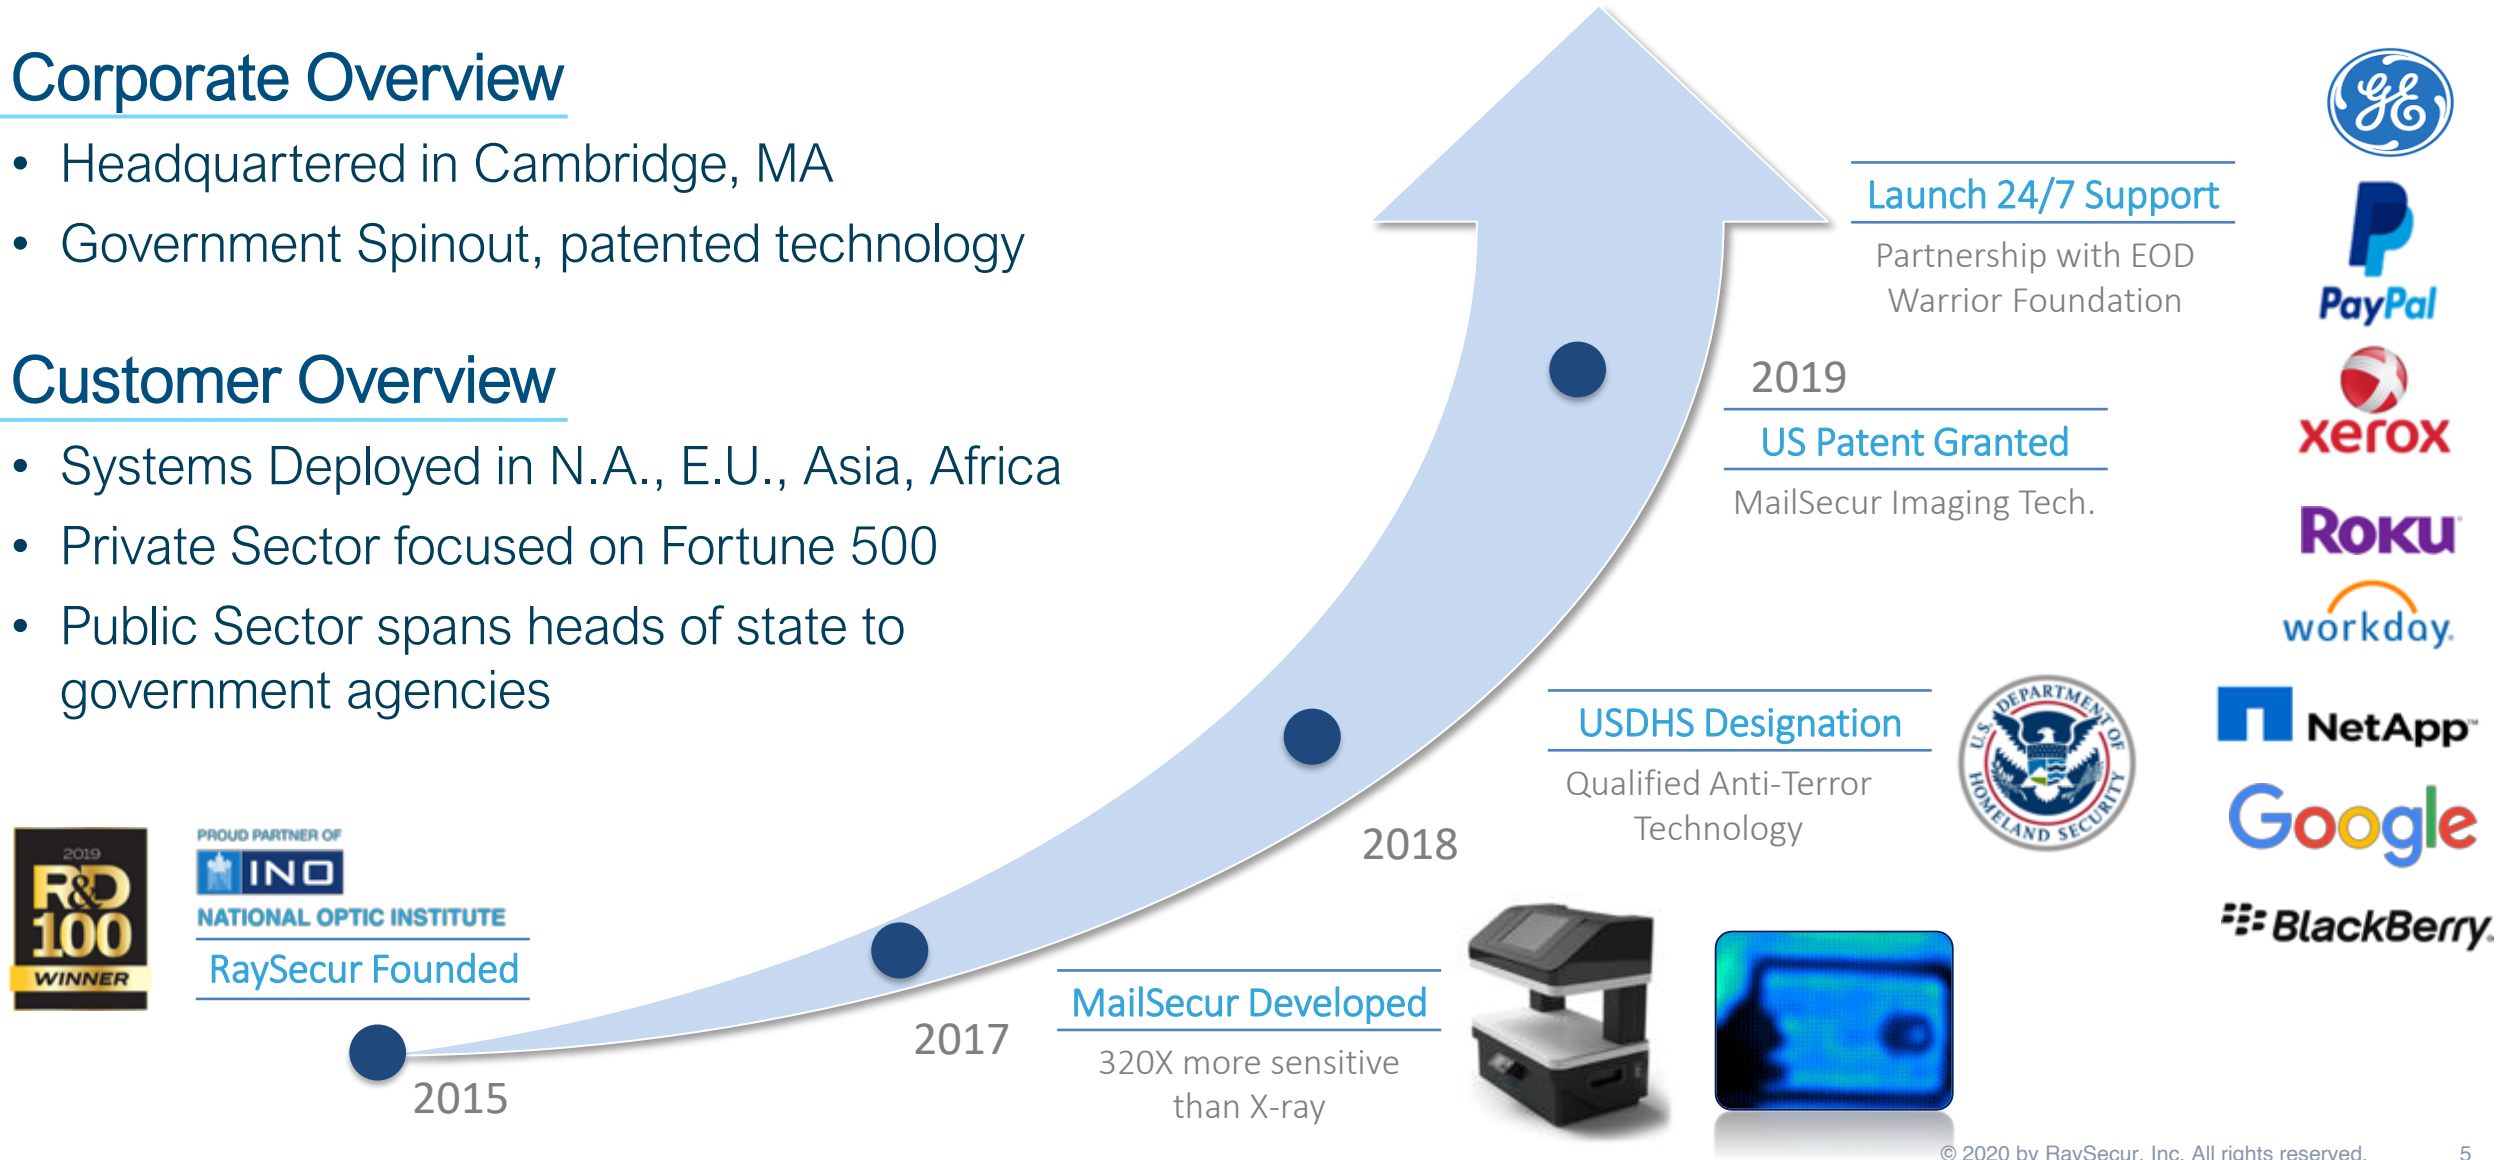 Corporate Overview
• Headquartered in Cambridge, MA
• Government Spinout, patented technology
Customer Overview
• Systems Deployed in N.A., E.U., Asia, Africa
• Private Sector focused on Fortune 500
• Public Sector spans heads of state to
government agencies
2019
R&D
100
WINNER
PROUD PARTNER OF
INO
NATIONAL OPTIC INSTITUTE
RaySecur Founded
2015
2017
MailSecur Developed
320X more sensitive
than X-ray
2018
USDHS Designation
Qualified Anti-Terror
Technology
U.S. DEPARTMENT OF
HOMELAND SECURITY
2019
US Patent Granted
MailSecur Imaging Tech.
Launch 24/7 Support
Partnership with EOD
Warrior Foundation
GE
PayPal
xerox
Roku
workday.
NetApp™
Google
BlackBerry.
© 2020 by RaySecur, Inc. All rights reserved. 5